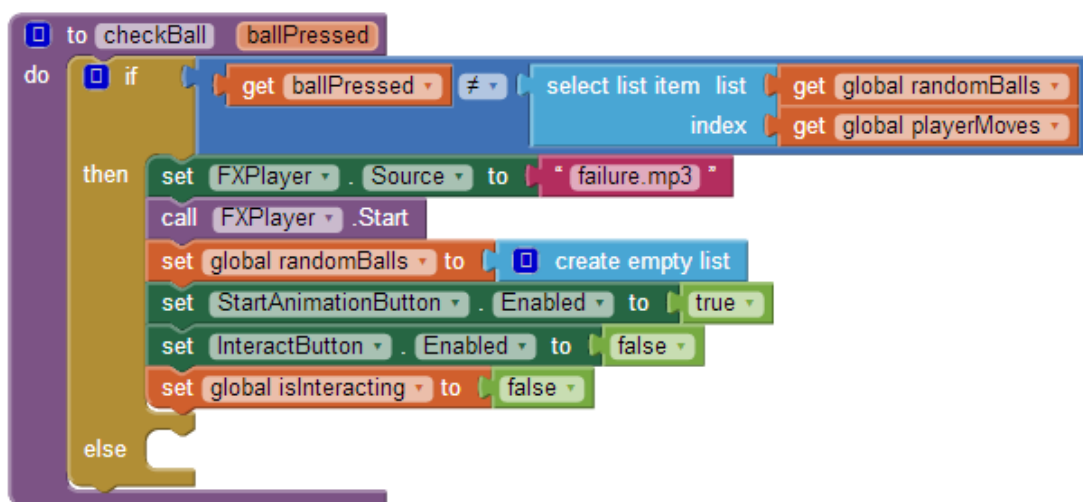 to checkBall ballPressed
do if get ballPressed ≠ select list item list get global randomBalls
index get global playerMoves
then set FXPlayer . Source to " failure.mp3 "
call FXPlayer .Start
set global randomBalls to create empty list
set StartAnimationButton . Enabled to true
set InteractButton . Enabled to false
set global isInteracting to false
else